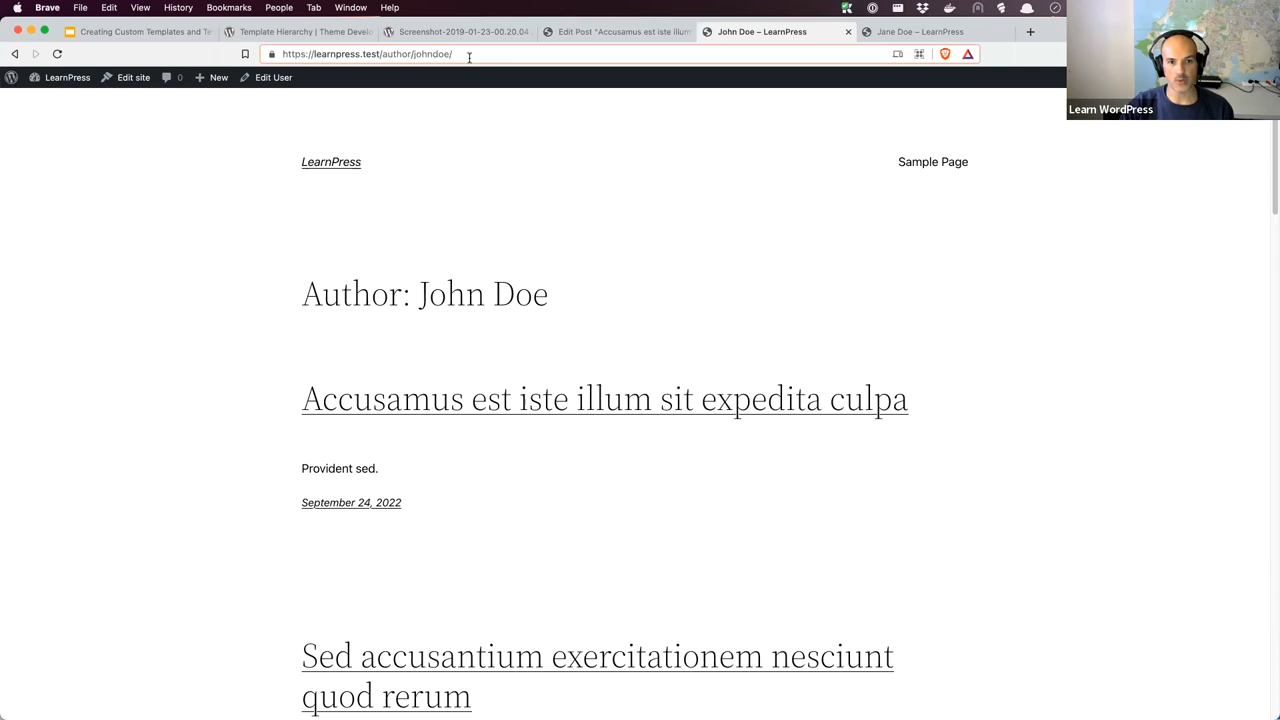 Brave File Edit View History Bookmarks People Tab Window Help
Creating Custom Templates and Te
Template Hierarchy | Theme Develo
Screenshot-2019-01-23-00.20.04
Edit Post "Accusamus est iste illum
John Doe – LearnPress
Jane Doe – LearnPress
https://learnpress.test/author/johndoe/
LearnPress Edit site 0 New Edit User
Learn WordPress
LearnPress
Sample Page
Author: John Doe
Accusamus est iste illum sit expedita culpa
Provident sed.
September 24, 2022
Sed accusantium exercitationem nesciunt
quod rerum